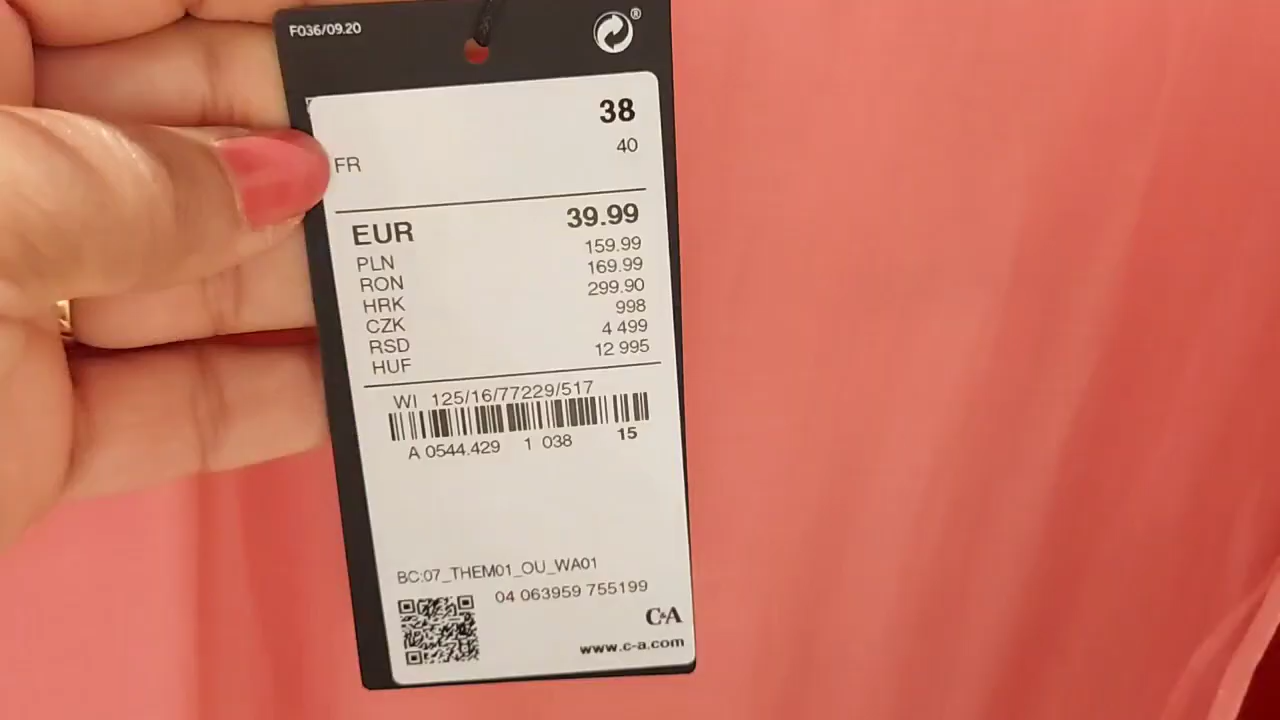 F036/09.20
®
38
FR 40
EUR 39.99
PLN 159.99
RON 169.99
HRK 299.90
CZK 998
RSD 4 499
HUF 12 995
WI 125/16/77229/517
A 0544.429 1 038 15
BC:07_THEM01_OU_WA01
04 063959 755199
C&A
www.c-a.com